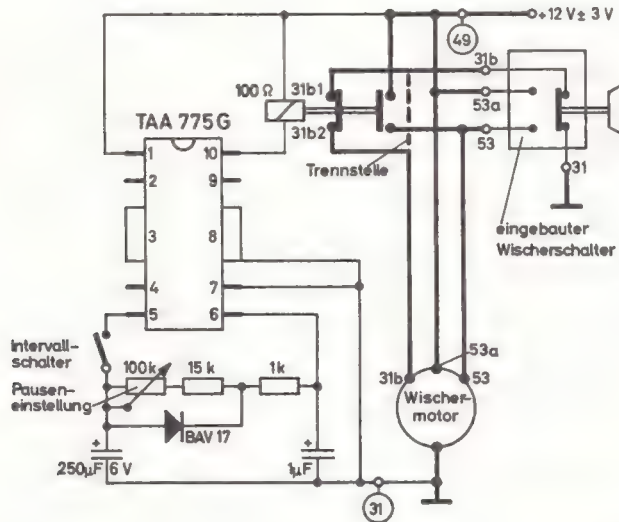 +12 V ± 3 V
49
31b
100 Ω
31b1
53a
TAA 775G
31b2
53
1
10
31
2
9
Trennstelle
3
8
eingebauter
Wischerschalter
4
7
5
6
Intervall-
schalter
53a
100k
15 k
1k
31b
53
Pausen-
einstellung
Wischer-
motor
BAV 17
+
+
250µF 6 V
1µF
31